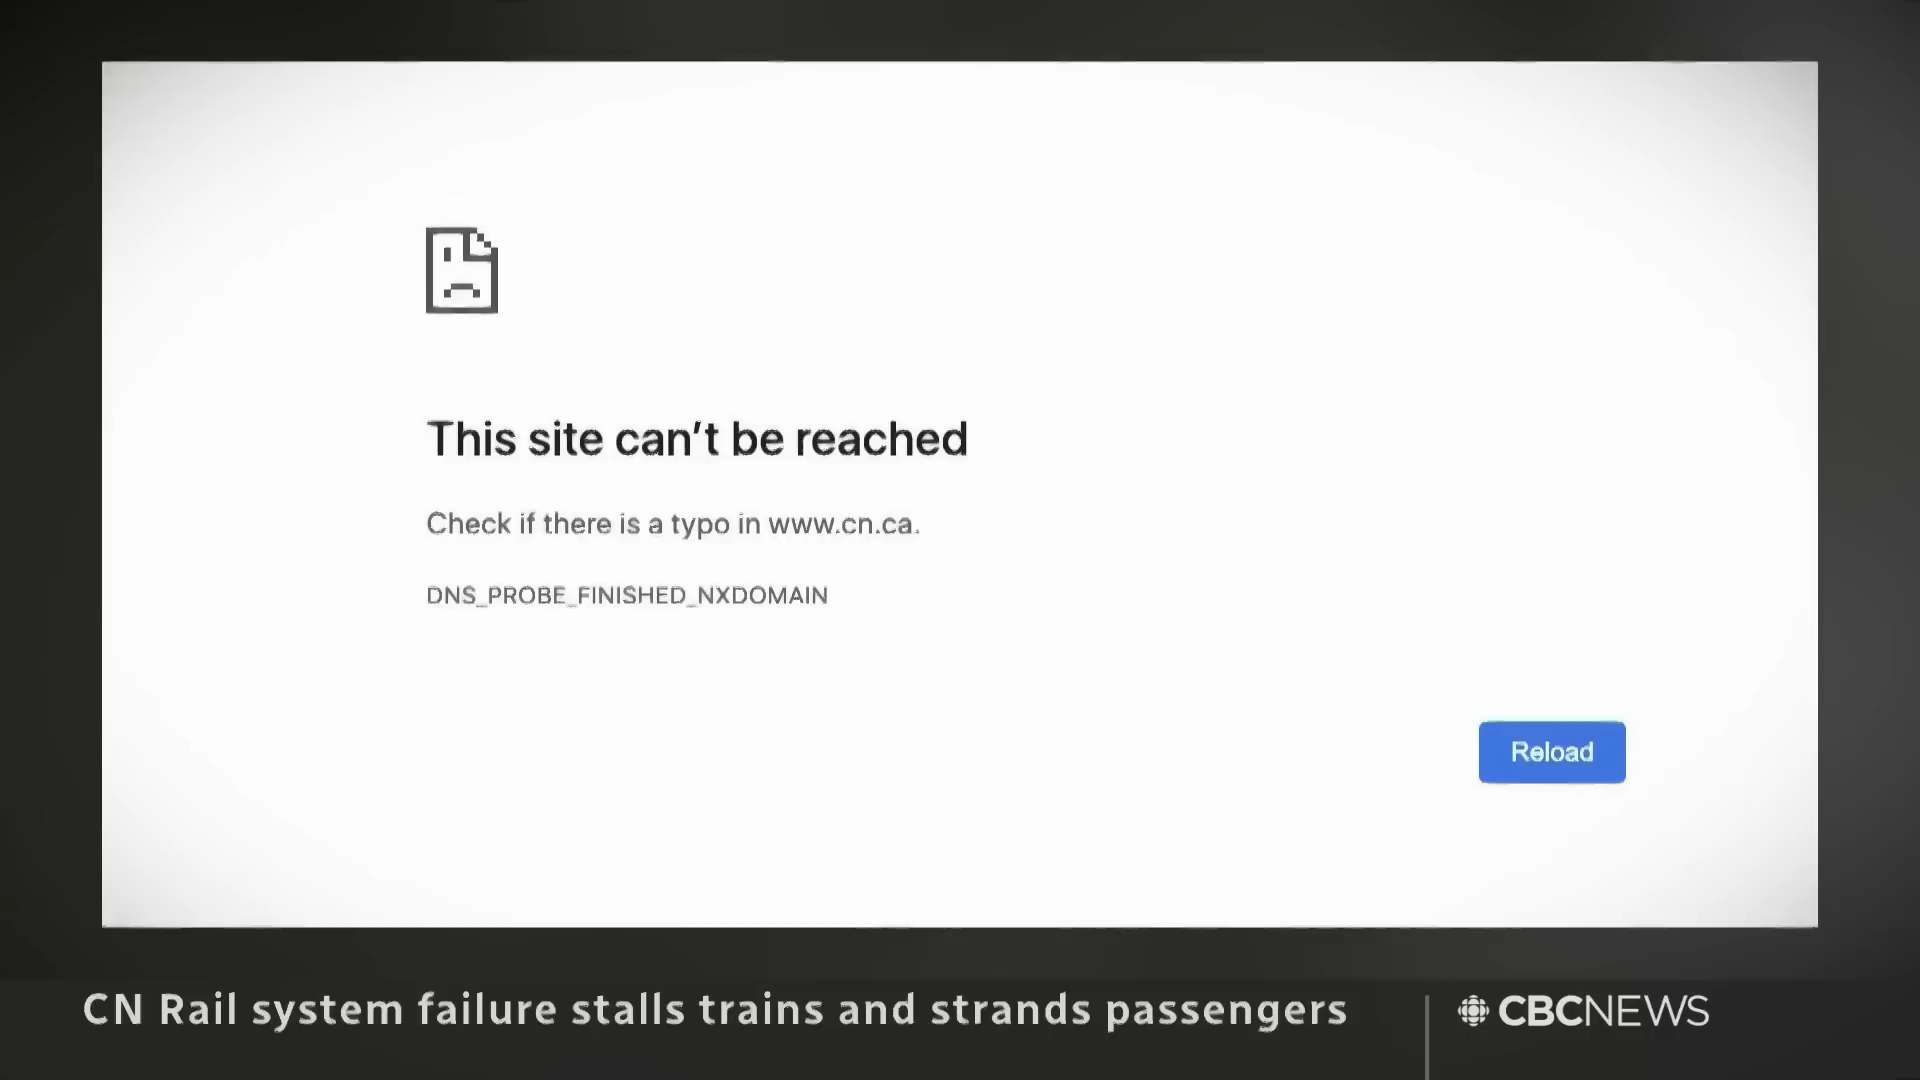 This site can't be reached
Check if there is a typo in www.cn.ca.
DNS_PROBE_FINISHED_NXDOMAIN
Reload
CN Rail system failure stalls trains and strands passengers
CBCNEWS